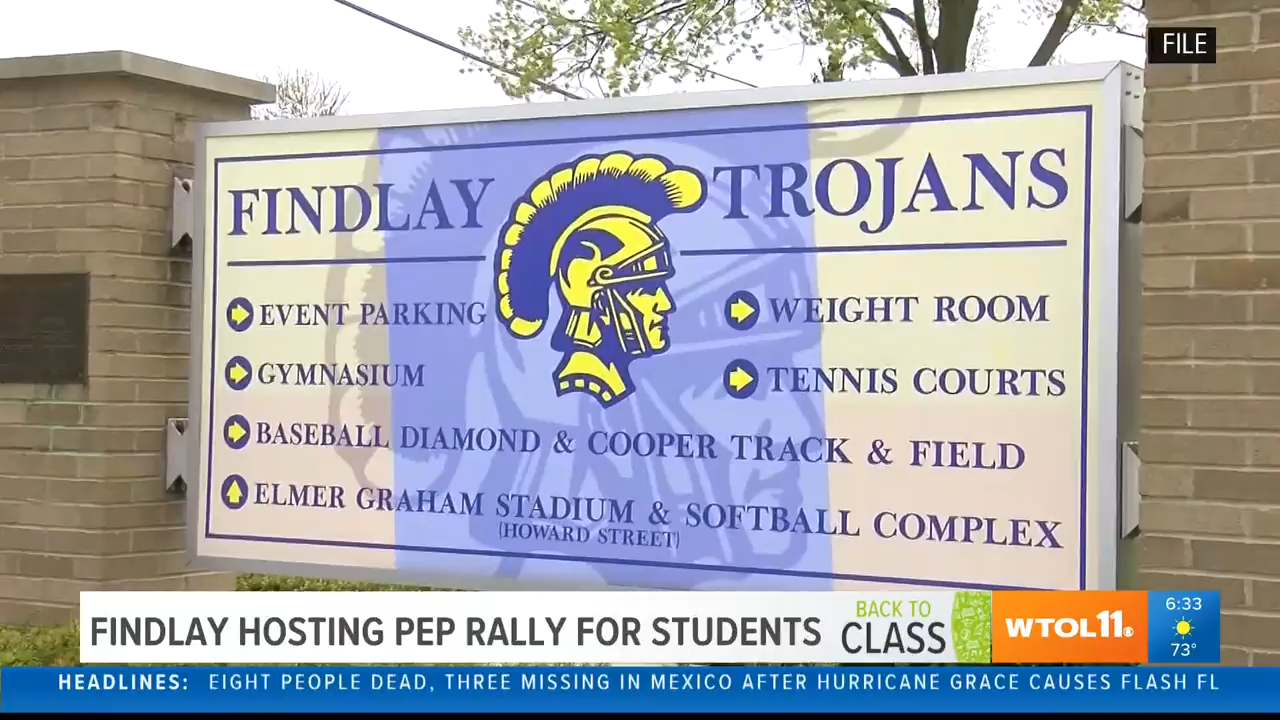 FILE
FINDLAY TROJANS
EVENT PARKING
WEIGHT ROOM
GYMNASIUM
TENNIS COURTS
BASEBALL DIAMOND & COOPER TRACK & FIELD
ELMER GRAHAM STADIUM & SOFTBALL COMPLEX
(HOWARD STREET)
FINDLAY HOSTING PEP RALLY FOR STUDENTS
BACK TO
CLASS
WTOL11
6:33
73°
HEADLINES: EIGHT PEOPLE DEAD, THREE MISSING IN MEXICO AFTER HURRICANE GRACE CAUSES FLASH FL